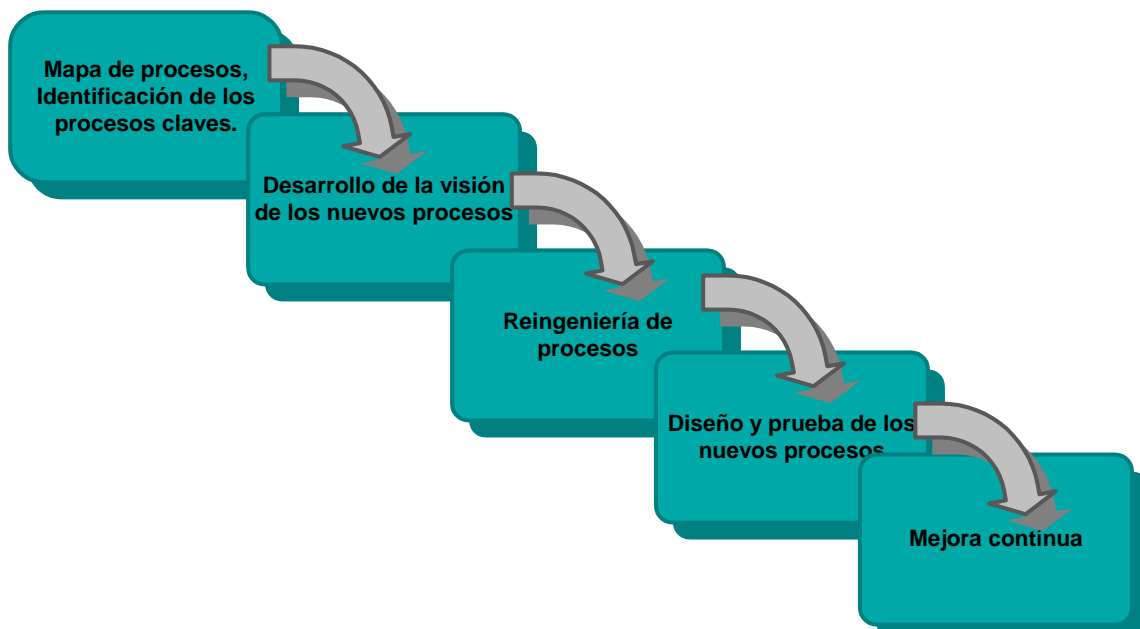 Mapa de procesos,
Identificación de los
procesos claves.
Desarrollo de la visión
de los nuevos procesos
Reingeniería de
procesos
Diseño y prueba de los
nuevos procesos
Mejora contínua